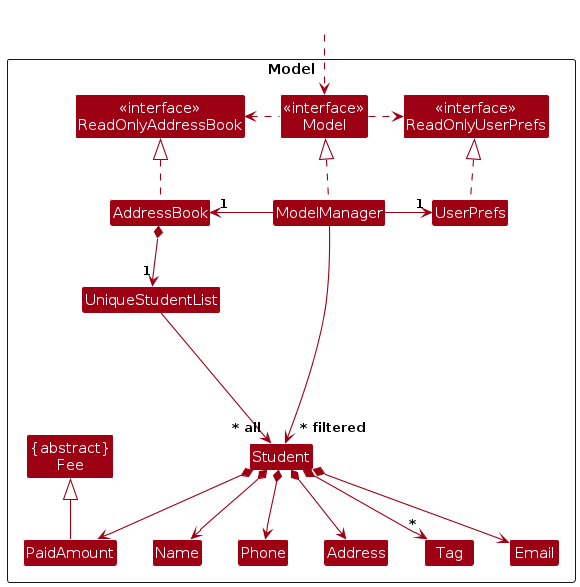 Model
«interface»
ReadOnlyAddressBook
«interface»
Model
«interface»
ReadOnlyUserPrefs
AddressBook
1
ModelManager
1
UserPrefs
1
UniqueStudentList
* all
* filtered
{abstract}
Fee
Student
*
PaidAmount
Name
Phone
Address
Tag
Email